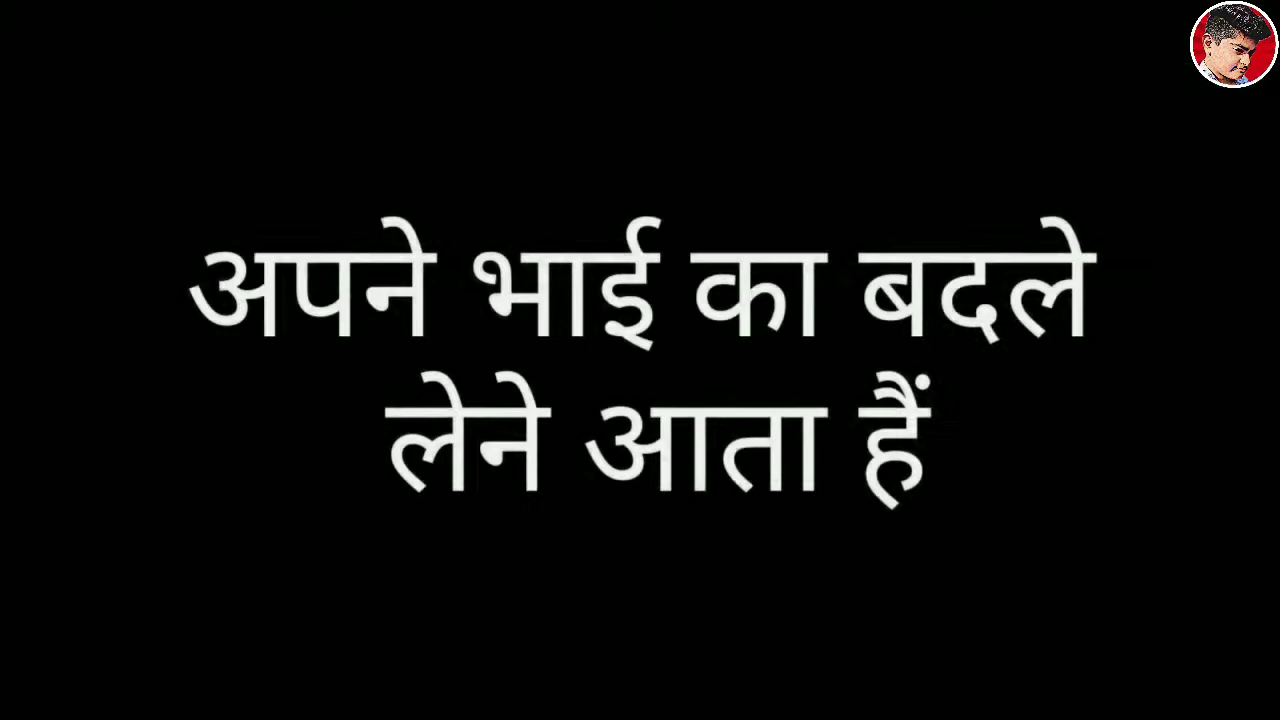 अपने भाई का बदले
लेने आता हैं